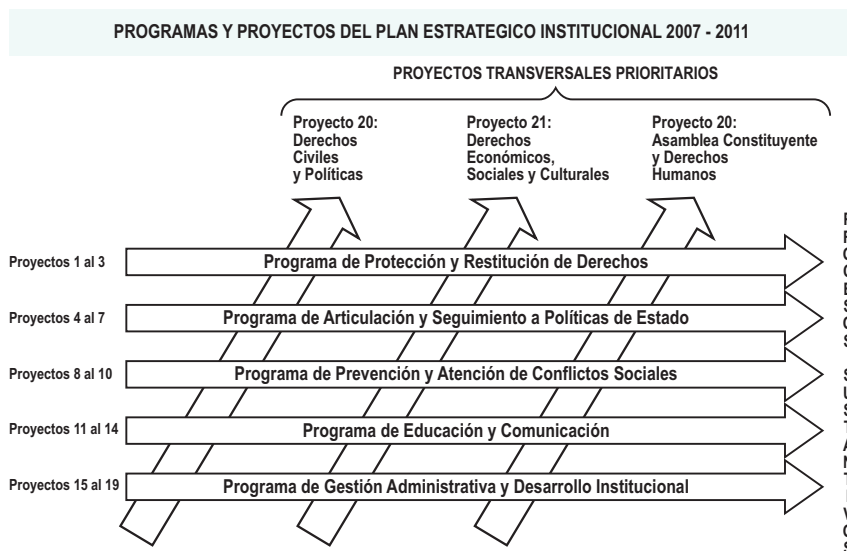 PROGRAMAS Y PROYECTOS DEL PLAN ESTRATEGICO INSTITUCIONAL 2007 - 2011
PROYECTOS TRANSVERSALES PRIORITARIOS
Proyecto 20:
Derechos
Civiles
y Políticas
Proyecto 21:
Derechos
Económicos,
Sociales y Culturales
Proyecto 20:
Asamblea Constituyente
y Derechos
Humanos
Proyectos 1 al 3
Programa de Protección y Restitución de Derechos
Proyectos 4 al 7
Programa de Articulación y Seguimiento a Políticas de Estado
Proyectos 8 al 10
Programa de Prevención y Atención de Conflictos Sociales
Proyectos 11 al 14
Programa de Educación y Comunicación
Proyectos 15 al 19
Programa de Gestión Administrativa y Desarrollo Institucional
PROCESOS SUSTANTIVOS